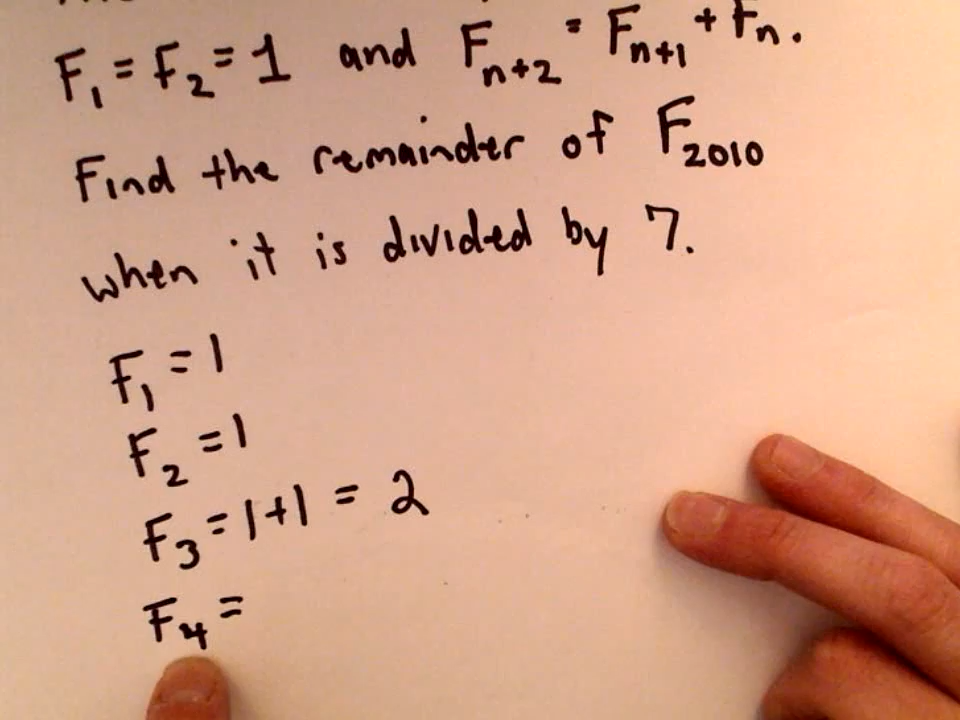 F₁ = F₂ = 1 and Fₙ₊₂ = Fₙ₊₁ + Fₙ.
Find the remainder of F₂₀₁₀
when it is divided by 7.
F₁ = 1
F₂ = 1
F₃ = 1+1 = 2
F₄ =